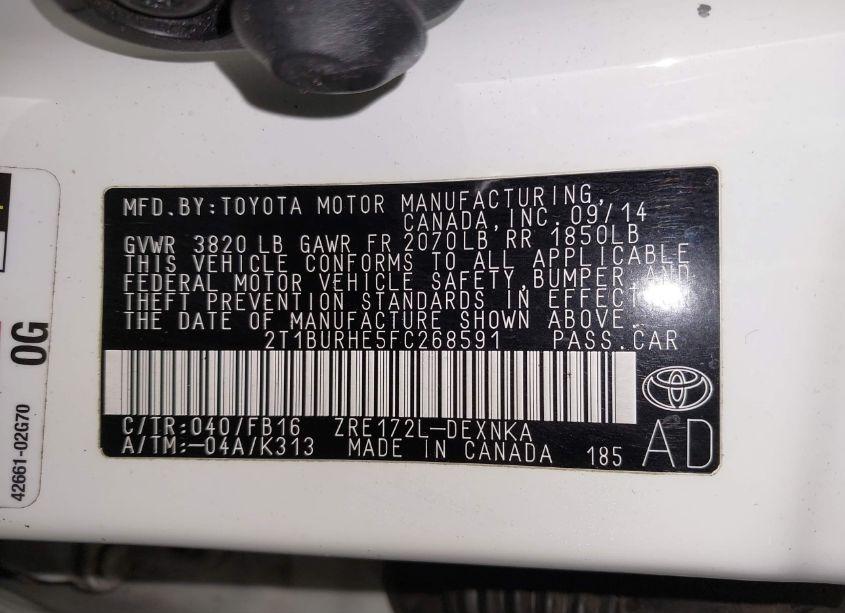 MFD.BY:TOYOTA MOTOR MANUFACTURING,
CANADA,INC. 09/14
GVWR 3820 LB GAWR FR 2070LB, RR 1850LB
THIS VEHICLE CONFORMS TO ALL APPLICABLE
FEDERAL MOTOR VEHICLE SAFETY,BUMPER AND
THEFT PREVENTION STANDARDS IN EFFECT ON
THE DATE OF MANUFACTURE SHOWN ABOVE.
2T1BURHE5FC268591 PASS.CAR
C/TR:040/FB16 ZRE172L-DEXNKA
A/TM:-04A/K313 MADE IN CANADA 185
AD
0G
42661-02G70